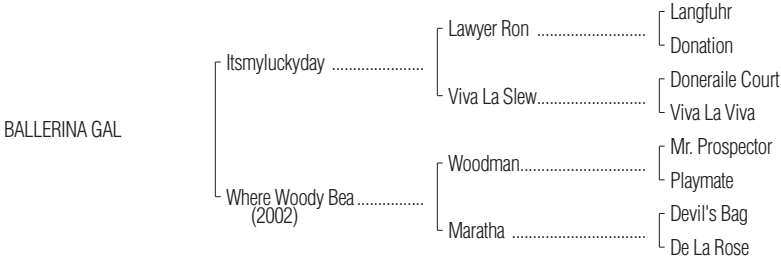 Langfuhr
Lawyer Ron ..........................
Donation
Itsmyluckyday ......................
Doneraile Court
Viva La Slew..........................
Viva La Viva
BALLERINA GAL
Mr. Prospector
Woodman..............................
Playmate
Where Woody Bea ................
(2002)
Devil's Bag
Maratha ................................
De La Rose